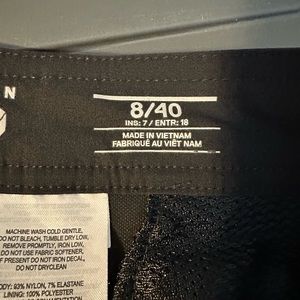 N
8/40
INS: 7 / ENTR: 18
MADE IN VIETNAM
FABRIQUÉ AU VIÊT NAM
MACHINE WASH COLD GENTLE,
DO NOT BLEACH, TUMBLE DRY LOW,
REMOVE PROMPTLY, IRON LOW,
DO NOT USE FABRIC SOFTENER.
IF PRESENT DO NOT IRON DECAL,
DO NOT DRYCLEAN
BODY: 93% NYLON, 7% ELASTANE
LINING: 100% POLYESTER